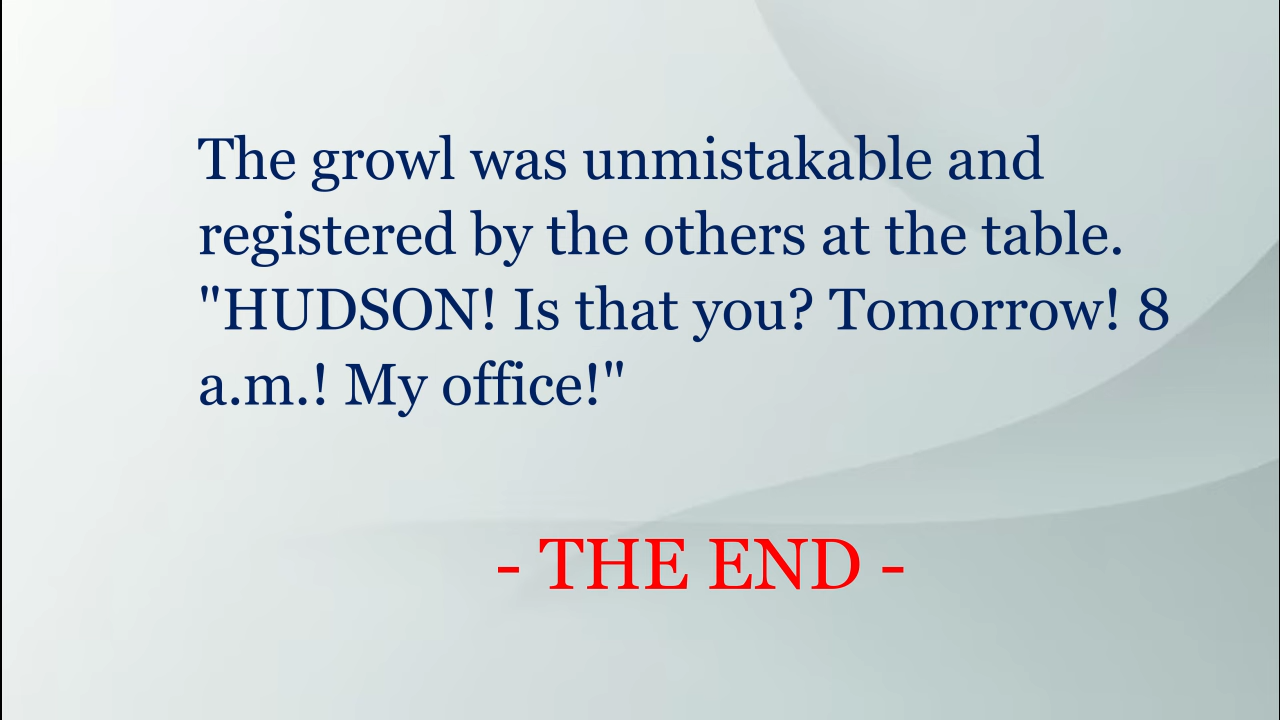 The growl was unmistakable and
registered by the others at the table.
"HUDSON! Is that you? Tomorrow! 8
a.m.! My office!"
- THE END -